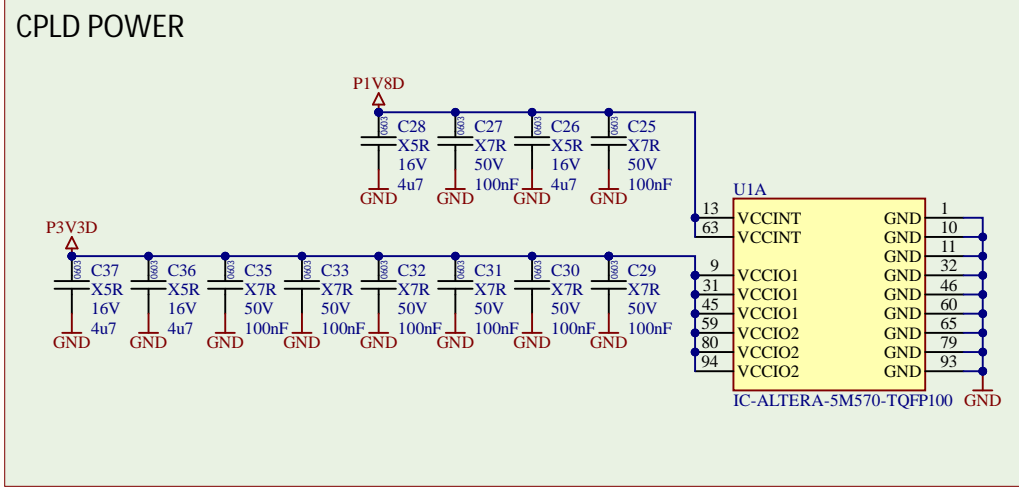 CPLD POWER
P1V8D
0603 C28 0603 C27 0603 C26 0603 C25
X5R X7R X5R X7R
16V 50V 16V 50V
4u7 100nF 4u7 100nF
GND GND GND GND
U1A
13 VCCINT GND 1
63 VCCINT GND 10
GND 11
9 VCCIO1 GND 32
31 VCCIO1 GND 46
45 VCCIO1 GND 60
59 VCCIO2 GND 65
80 VCCIO2 GND 79
94 VCCIO2 GND 93
IC-ALTERA-5M570-TQFP100 GND
P3V3D
0603 C37 0603 C36 0603 C35 0603 C33 0603 C32 0603 C31 0603 C30 0603 C29
X5R X5R X7R X7R X7R X7R X7R X7R
16V 16V 50V 50V 50V 50V 50V 50V
4u7 4u7 100nF 100nF 100nF 100nF 100nF 100nF
GND GND GND GND GND GND GND GND